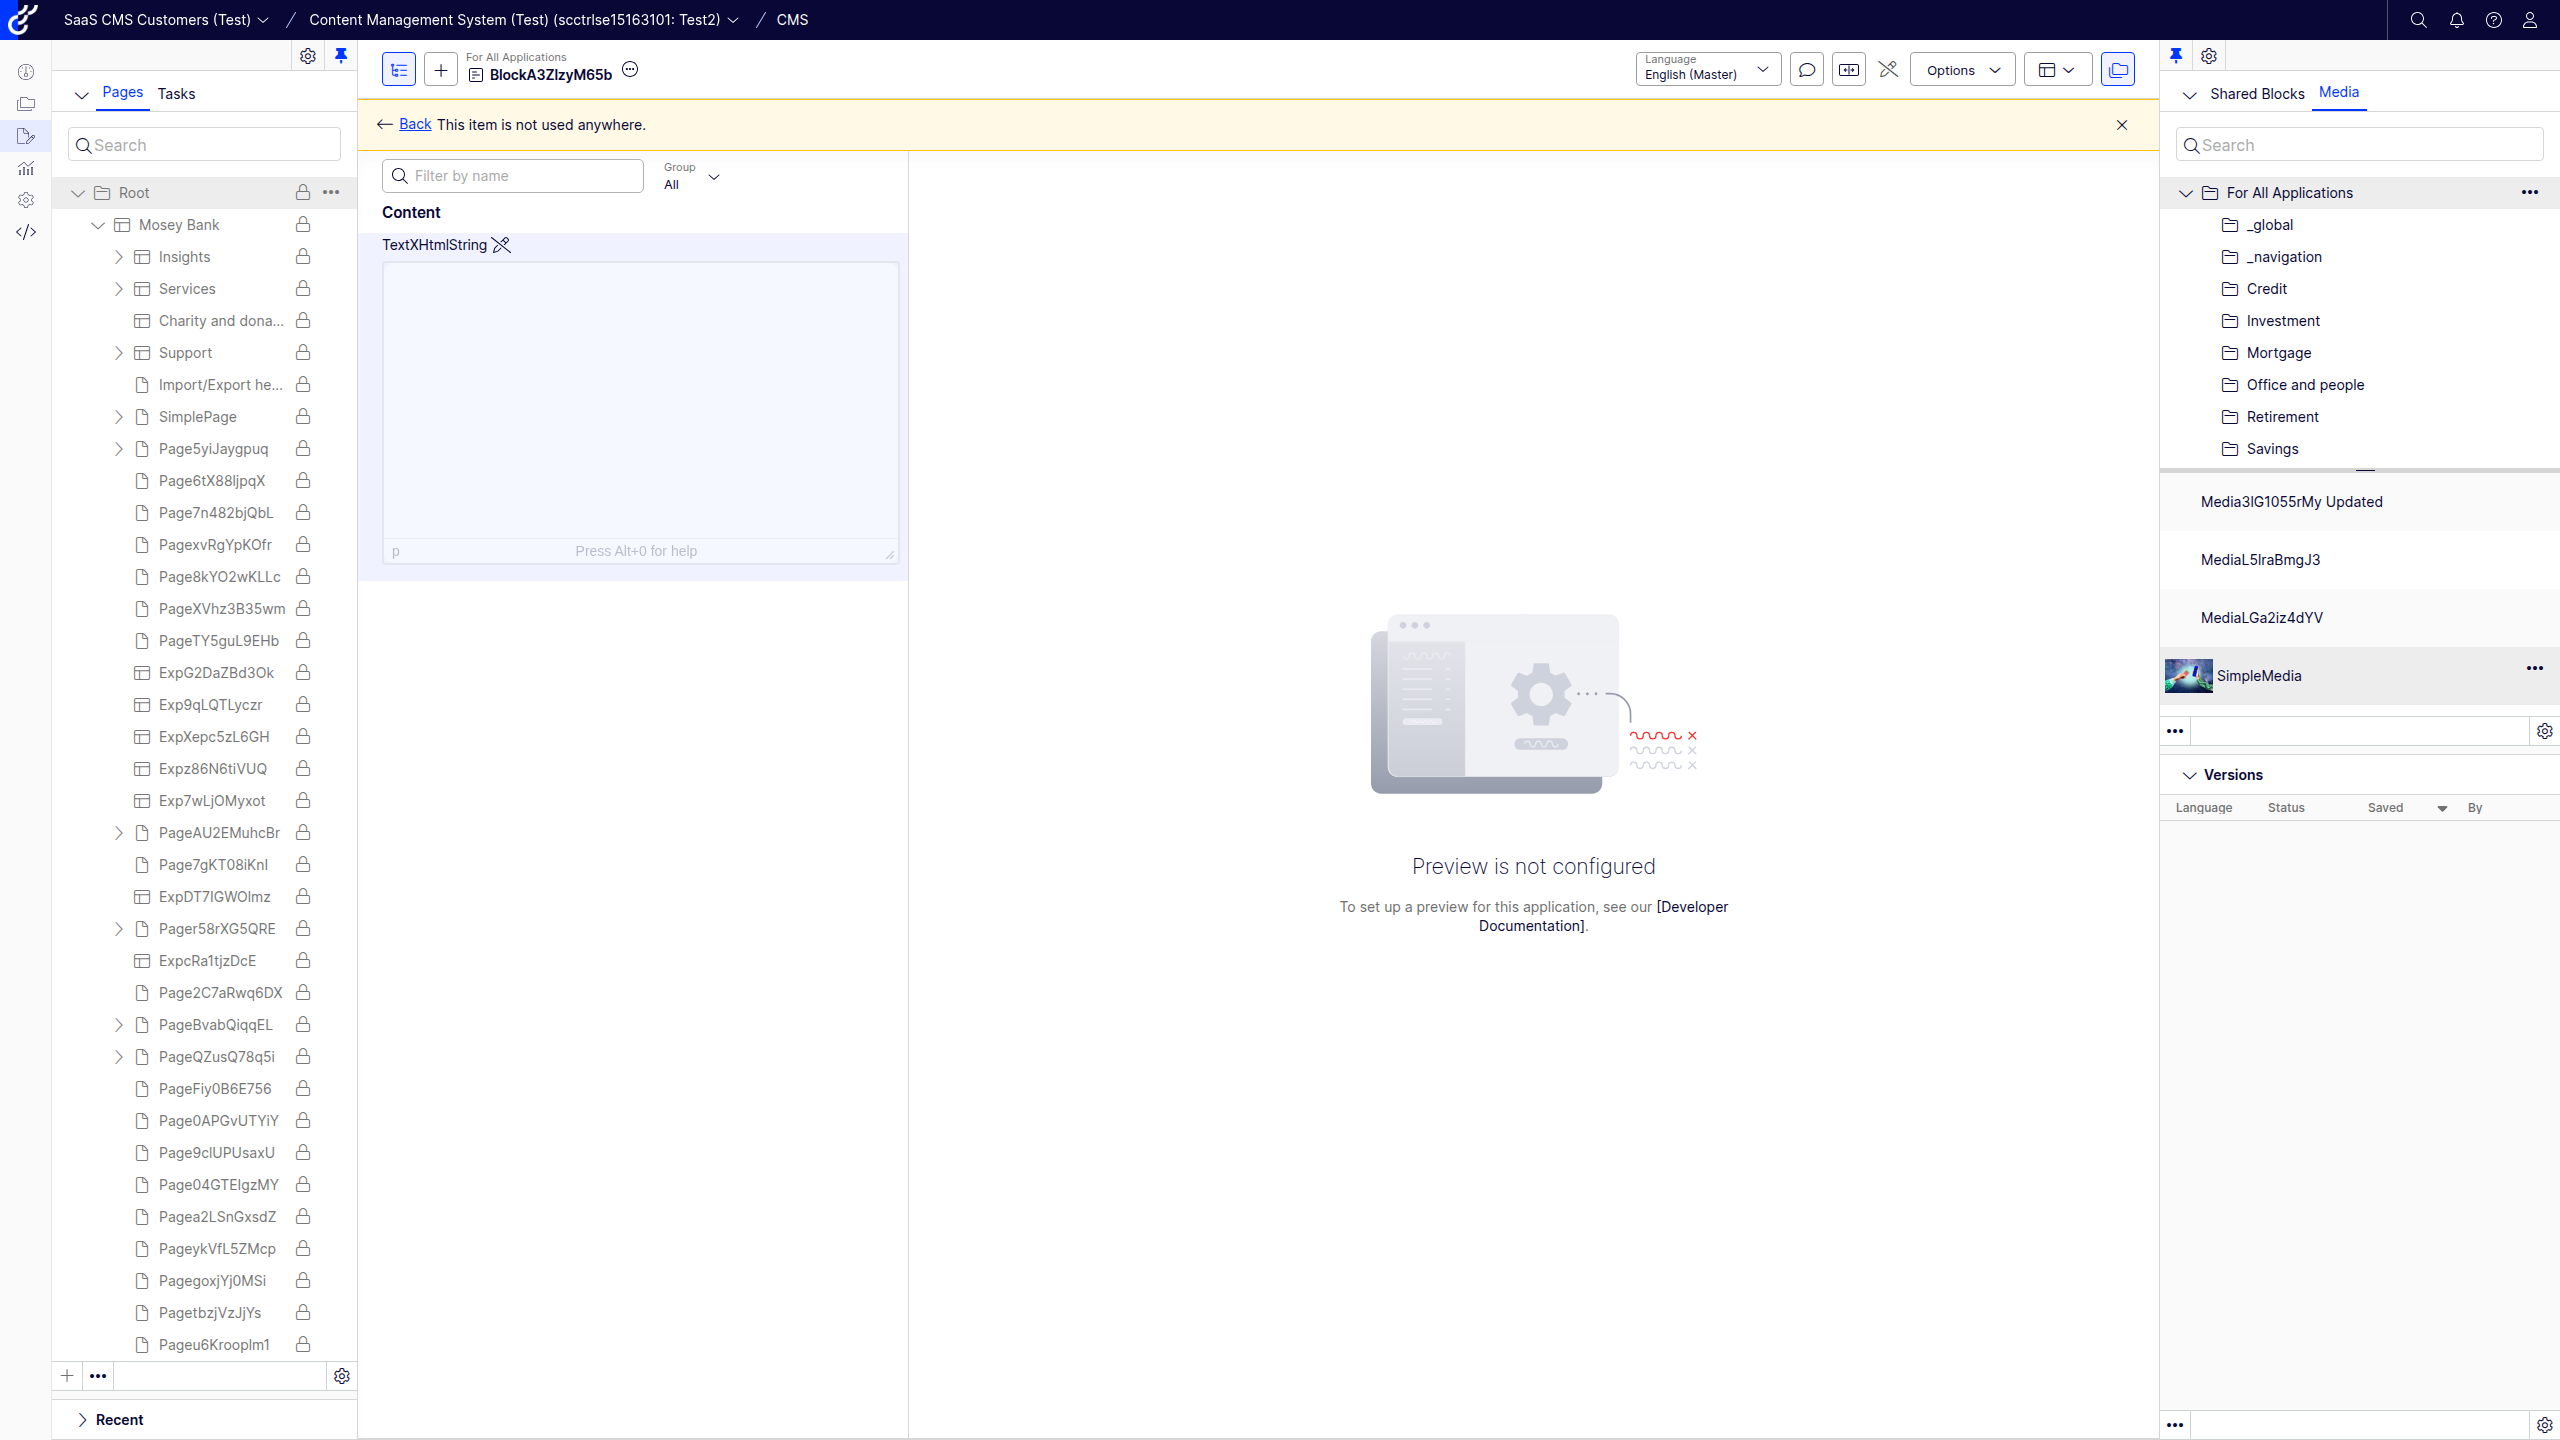 SaaS CMS Customers (Test)
Content Management System (Test) (scctrlse15163101: Test2)
CMS
Pages
Tasks
Search
Root
Mosey Bank
Insights
Services
Charity and dona...
Support
Import/Export he...
SimplePage
Page5yiJaygpuq
Page6tX88ljpqX
Page7n482bjQbL
PagexvRgYpKOfr
Page8kYO2wKLLc
PageXVhz3B35wm
PageTY5guL9EHb
ExpG2DaZBd3Ok
Exp9qLQTLyczr
ExpXepc5zL6GH
Expz86N6tiVUQ
Exp7wLjOMyxot
PageAU2EMuhcBr
Page7gKT08iKnI
ExpDT7IGWOlmz
Pager58rXG5QRE
ExpcRa1tjzDcE
Page2C7aRwq6DX
PageBvabQiqqEL
PageQZusQ78q5i
PageFiy0B6E756
Page0APGvUTYiY
Page9clUPUsaxU
Page04GTEIgzMY
Pagea2LSnGxsdZ
PageykVfL5ZMcp
PagegoxjYj0MSi
PagetbzjVzJjYs
Pageu6Krooplm1
Recent
For All Applications
BlockA3ZIzyM65b
Language
English (Master)
Options
Back This item is not used anywhere.
Filter by name
Group
All
Content
TextXHtmlString
p
Press Alt+0 for help
Preview is not configured
To set up a preview for this application, see our [Developer
Documentation].
Shared Blocks
Media
Search
For All Applications
_global
_navigation
Credit
Investment
Mortgage
Office and people
Retirement
Savings
Media3lG1055rMy Updated
MediaL5IraBmgJ3
MediaLGa2iz4dYV
SimpleMedia
Versions
Language
Status
Saved
By